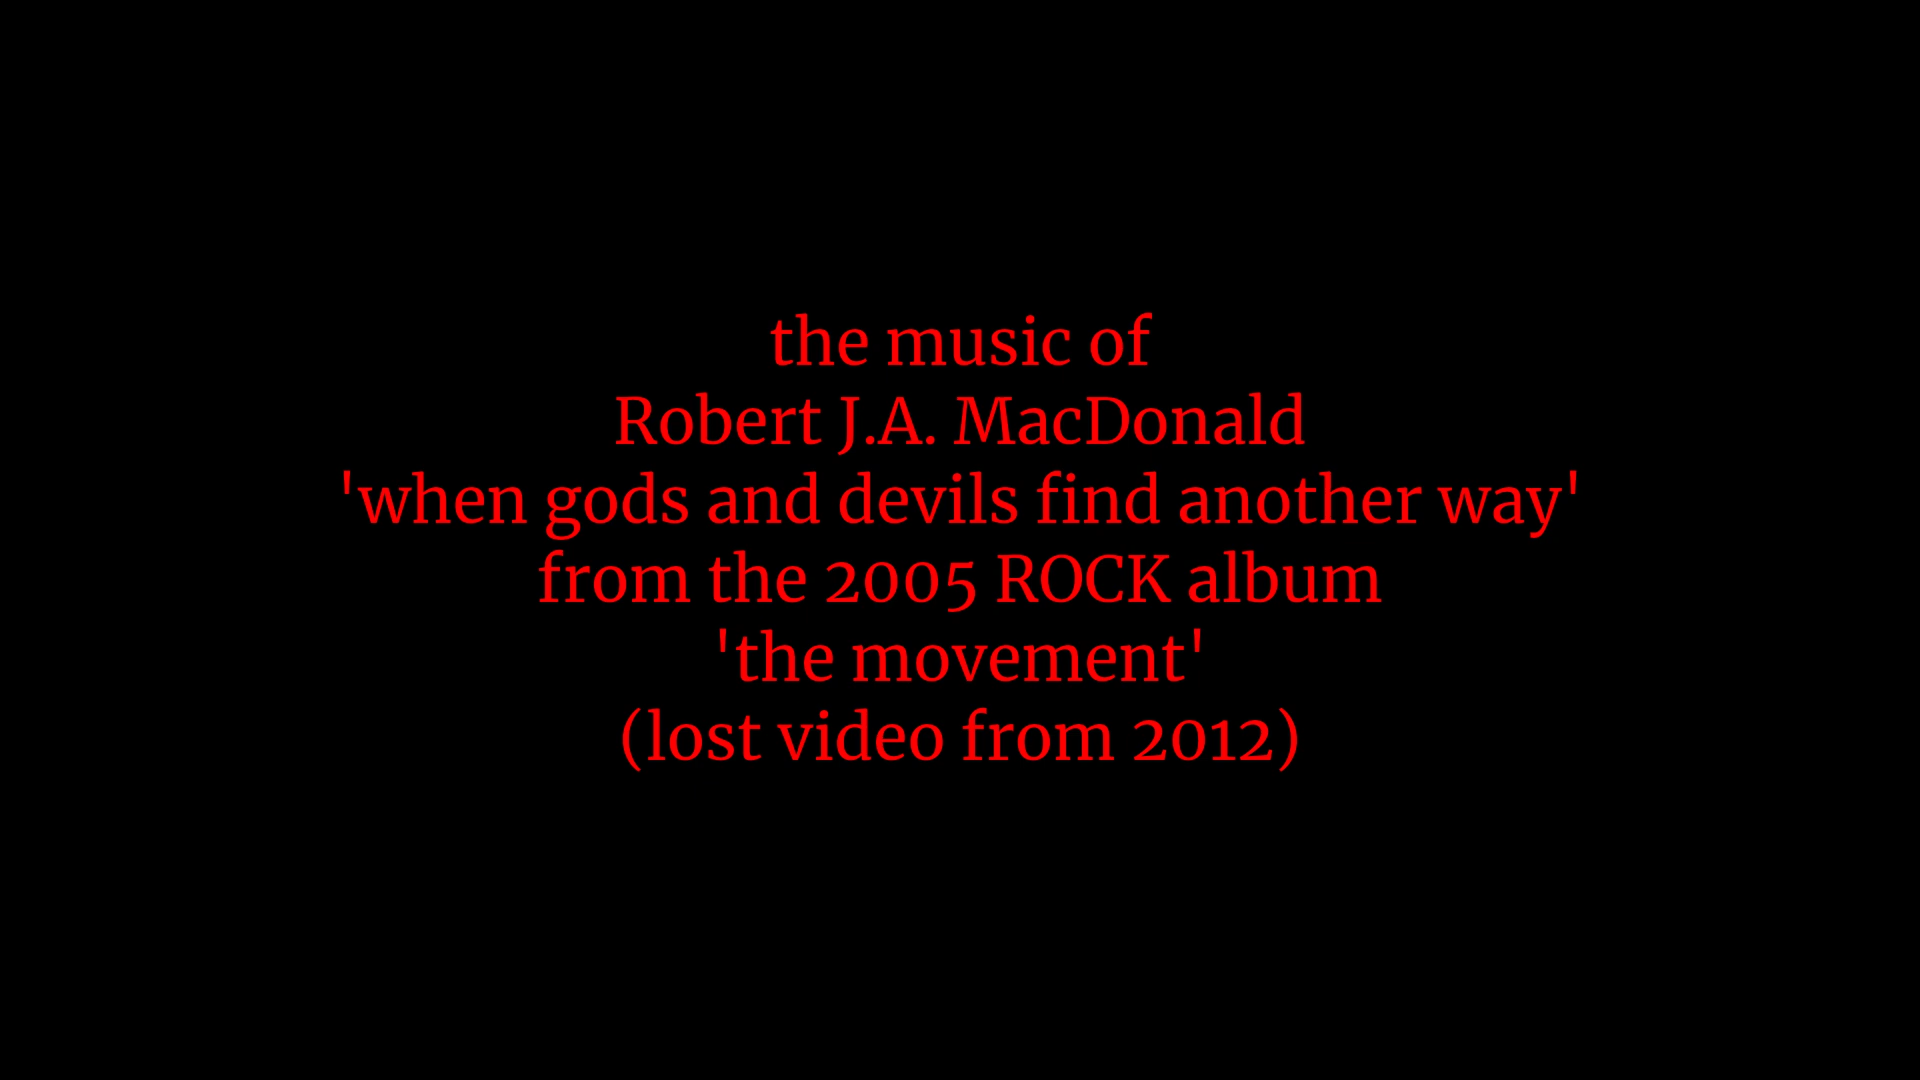 the music of
Robert J.A. MacDonald
'when gods and devils find another way'
from the 2005 ROCK album
'the movement'
(lost video from 2012)